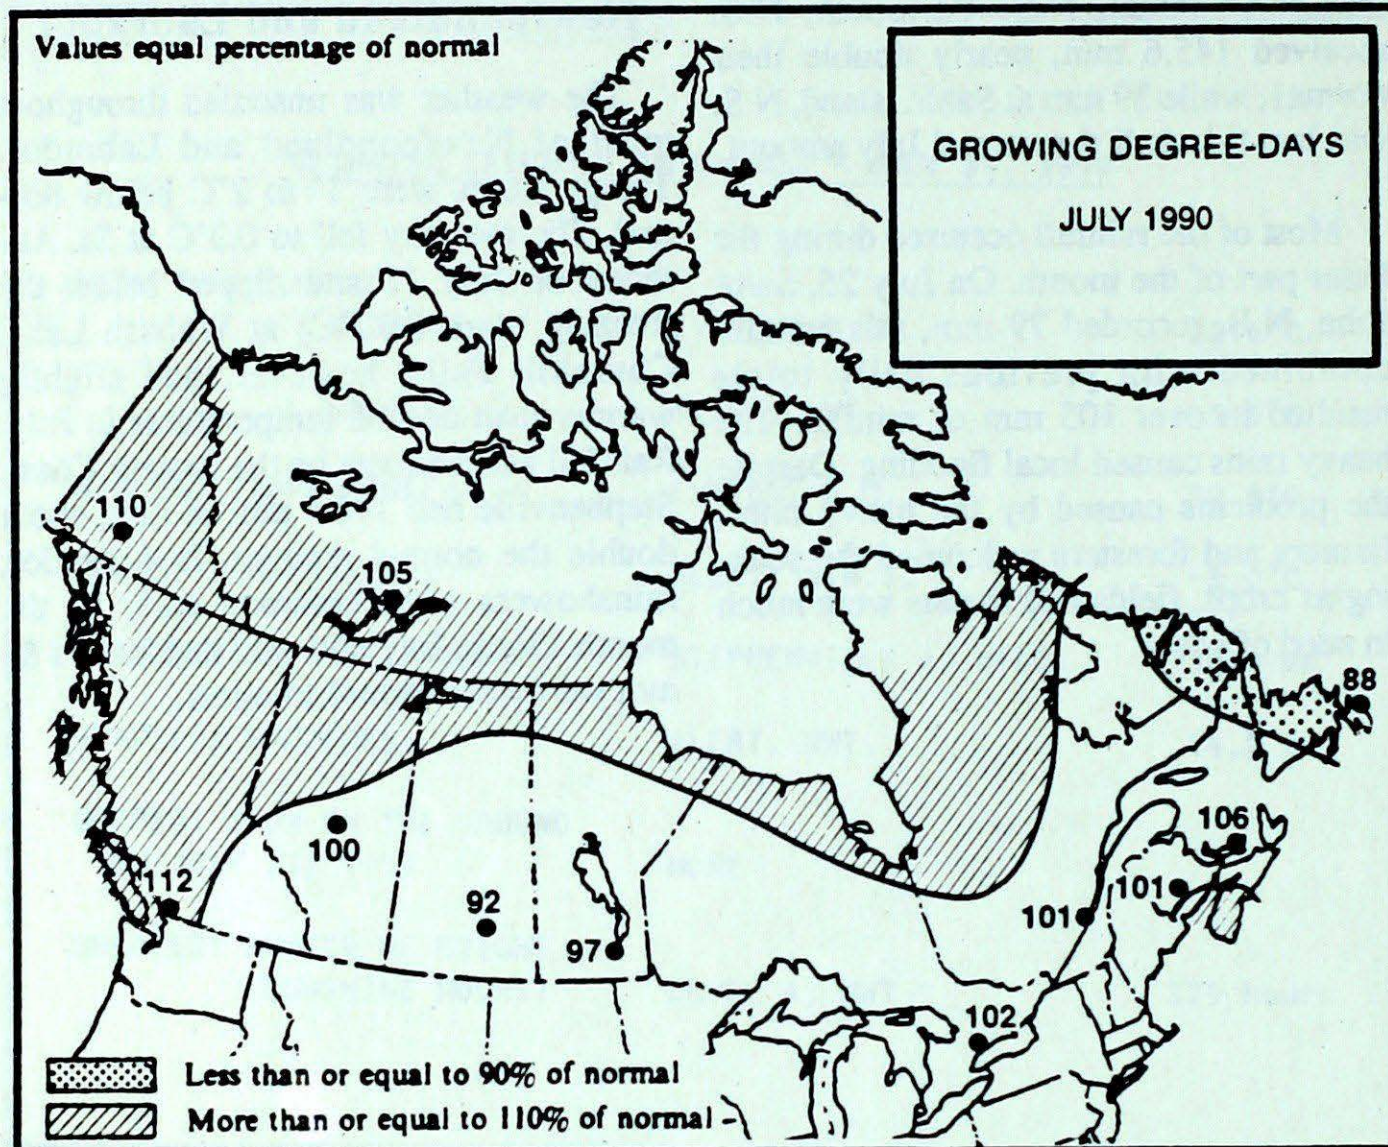 Values equal percentage of normal
GROWING DEGREE-DAYS
JULY 1990
110
105
88
106
100
112
101
92
101
97
102
Less than or equal to 90% of normal
More than or equal to 110% of normal -